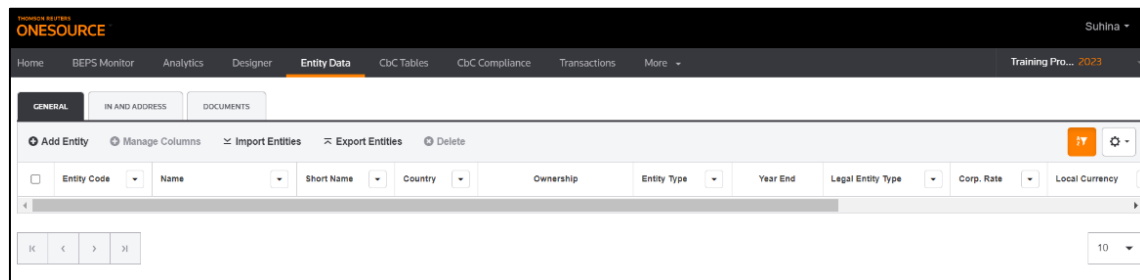 THOMSON REUTERS
ONESOURCE
Suhina
Home BEPS Monitor Analytics Designer Entity Data CbC Tables CbC Compliance Transactions More Training Pro... 2023
GENERAL IN AND ADDRESS DOCUMENTS
Add Entity Manage Columns Import Entities Export Entities Delete
Entity Code Name Short Name Country Ownership Entity Type Year End Legal Entity Type Corp. Rate Local Currency
10